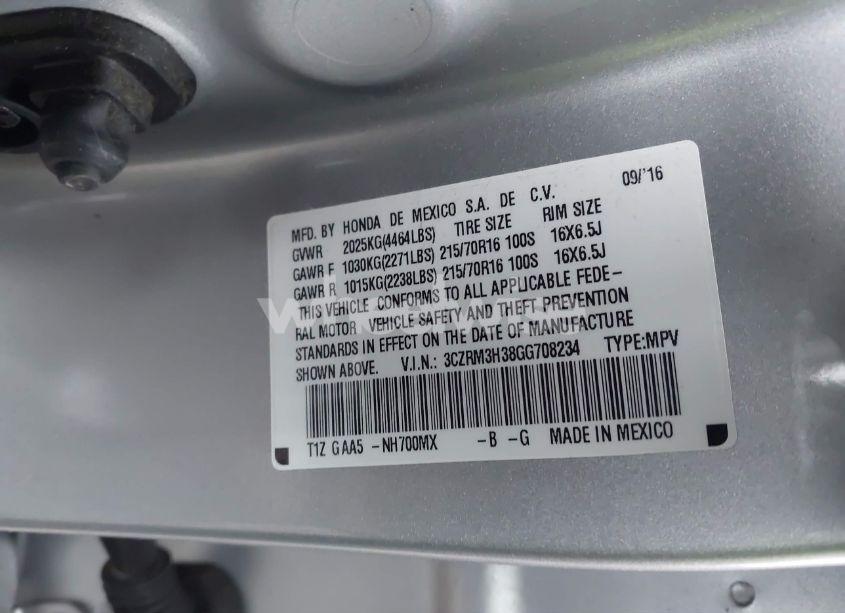 MFD. BY HONDA DE MEXICO S.A. DE C.V. 09/'16
GVWR 2025KG(4464LBS) TIRE SIZE RIM SIZE
GAWR F 1030KG(2271LBS) 215/70R16 100S 16X6.5J
GAWR R 1015KG(2238LBS) 215/70R16 100S 16X6.5J
THIS VEHICLE CONFORMS TO ALL APPLICABLE FEDE-
RAL MOTOR VEHICLE SAFETY AND THEFT PREVENTION
STANDARDS IN EFFECT ON THE DATE OF MANUFACTURE
SHOWN ABOVE. V.I.N.: 3CZRM3H38GG708234 TYPE:MPV
T1Z GAA5 -NH700MX -B -G MADE IN MEXICO